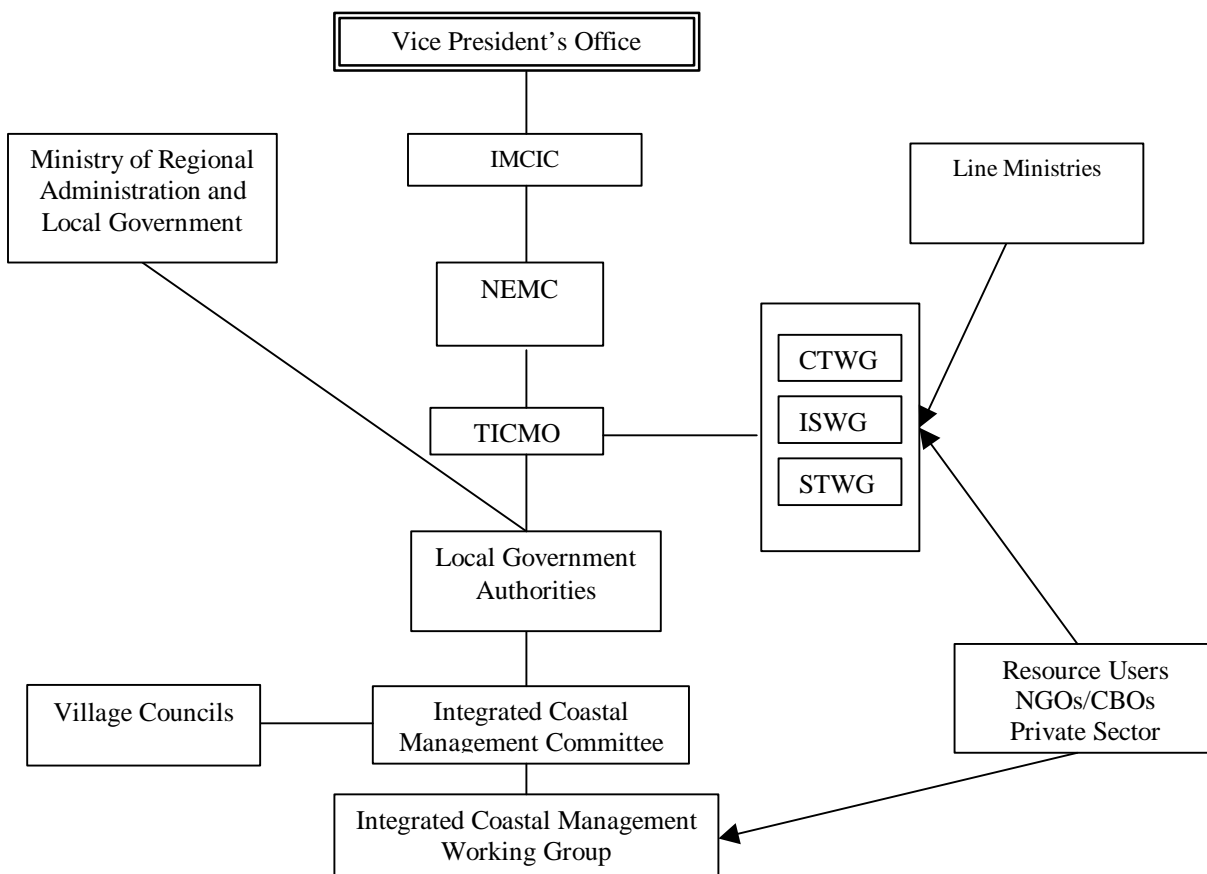 Vice President’s Office
Ministry of Regional
Administration and
Local Government
IMCIC
Line Ministries
NEMC
CTWG
ISWG
STWG
TICMO
Local Government
Authorities
Village Councils
Integrated Coastal
Management Committee
Resource Users
NGOs/CBOs
Private Sector
Integrated Coastal Management
Working Group